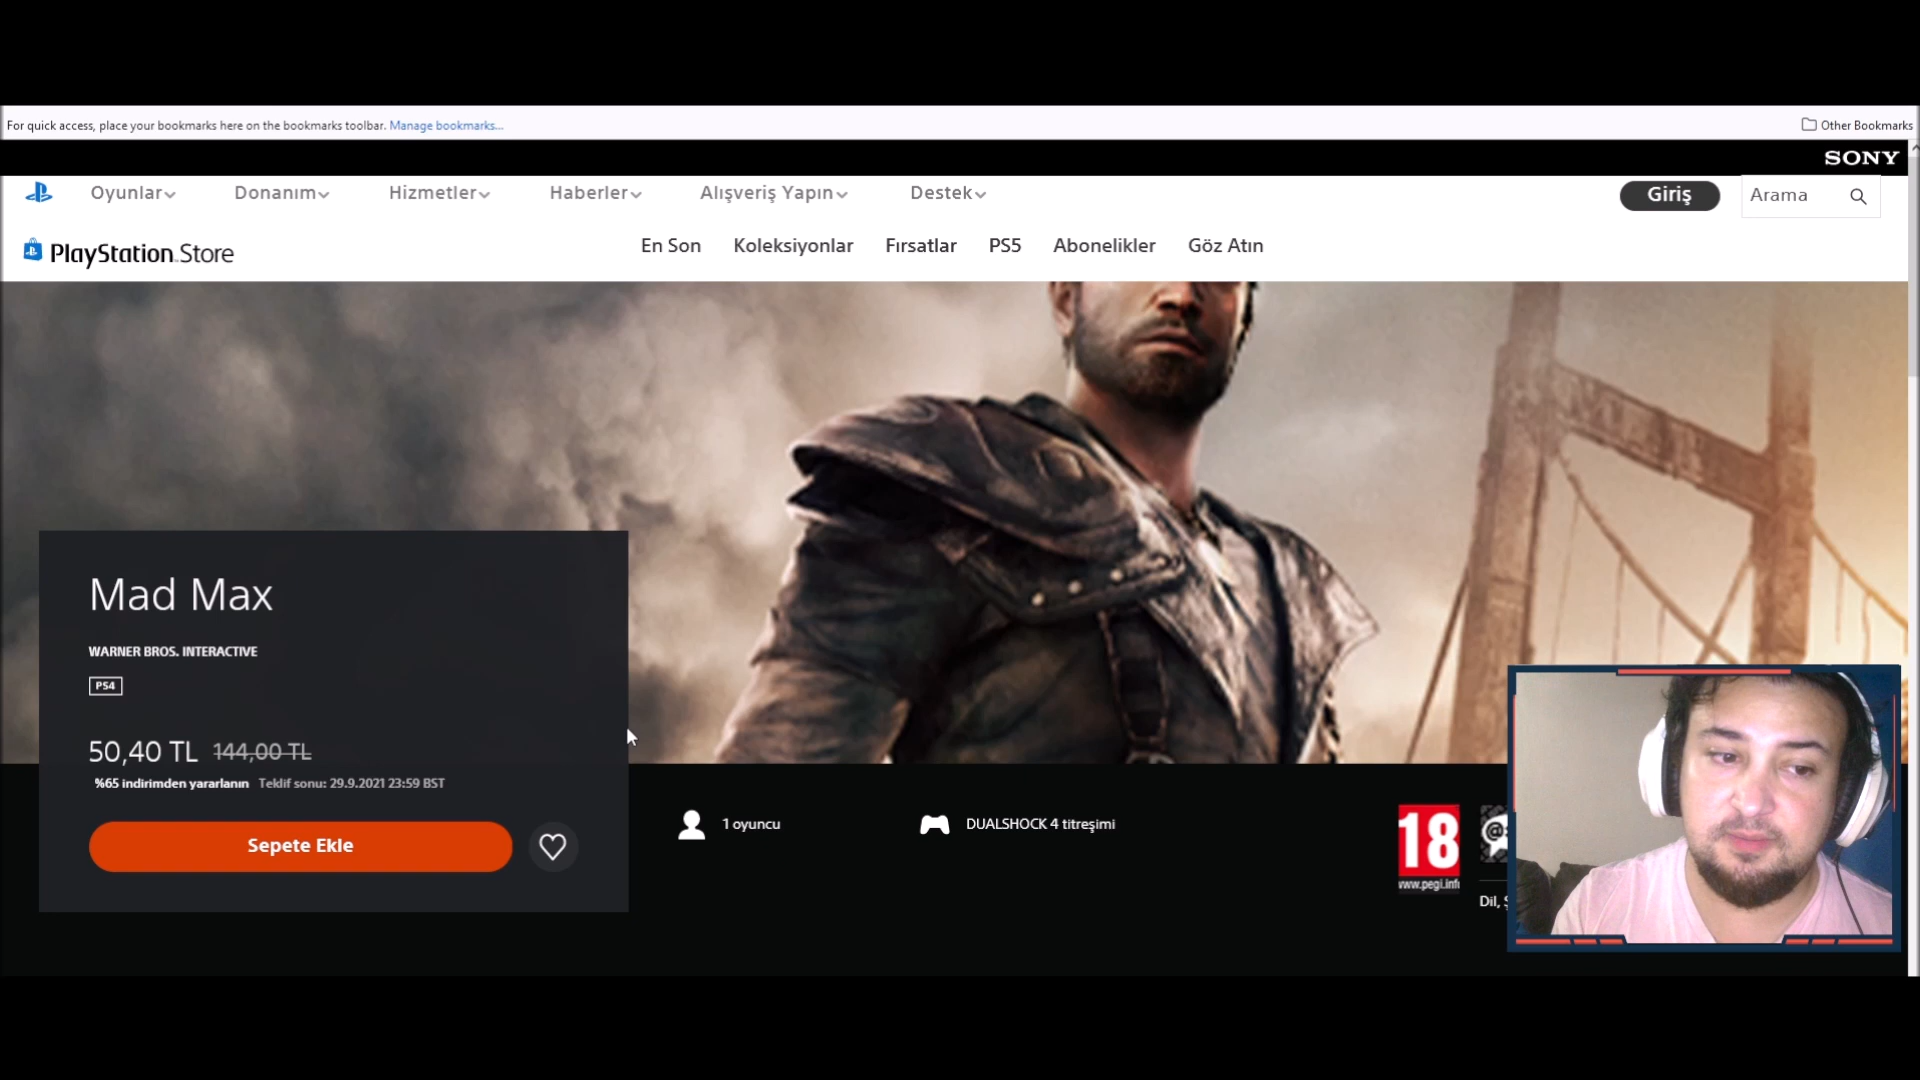 For quick access, place your bookmarks here on the bookmarks toolbar. Manage bookmarks...
Other Bookmarks
SONY
Oyunlar Donanım Hizmetler Haberler Alışveriş Yapın Destek
Giriş
Arama
PlayStation Store
En Son Koleksiyonlar Fırsatlar PS5 Abonelikler Göz Atın
Mad Max
WARNER BROS. INTERACTIVE
PS4
50,40 TL 144,00 TL
%65 indirimden yararlanın Teklif sonu: 29.9.2021 23:59 BST
Sepete Ekle
1 oyuncu
DUALSHOCK 4 titreşimi
18
www.pegi.info
Dil,